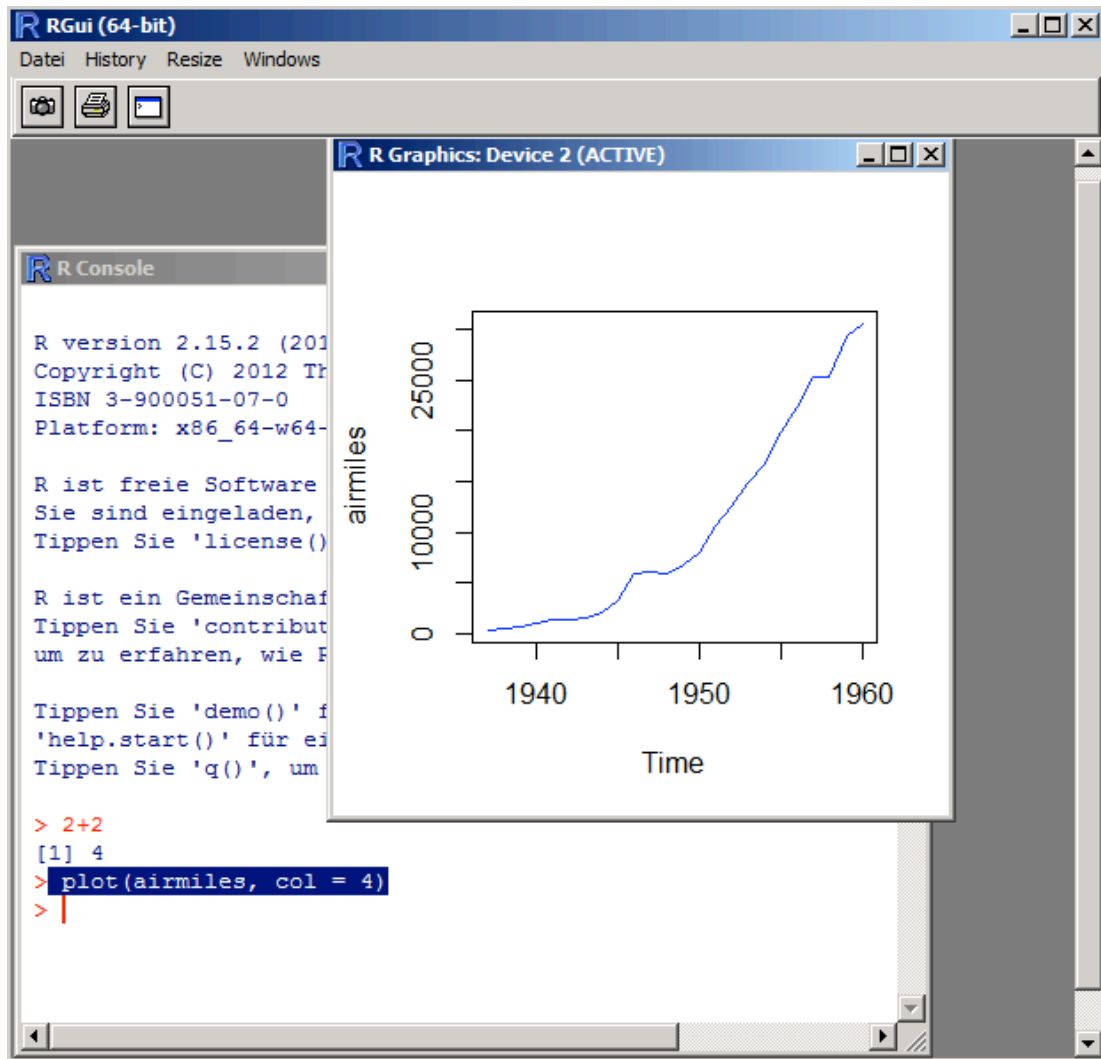 RGui (64-bit)
Datei History Resize Windows
R Graphics: Device 2 (ACTIVE)
R Console
R version 2.15.2 (201
Copyright (C) 2012 Th
ISBN 3-900051-07-0
Platform: x86_64-w64-
R ist freie Software
Sie sind eingeladen,
Tippen Sie 'license()
R ist ein Gemeinschaf
Tippen Sie 'contribut
um zu erfahren, wie
Tippen Sie 'demo()' f
'help.start()' für ei
Tippen Sie 'q()', um
> 2+2
[1] 4
> plot(airmiles, col = 4)
>
airmiles
25000
10000
0
1940 1950 1960
Time